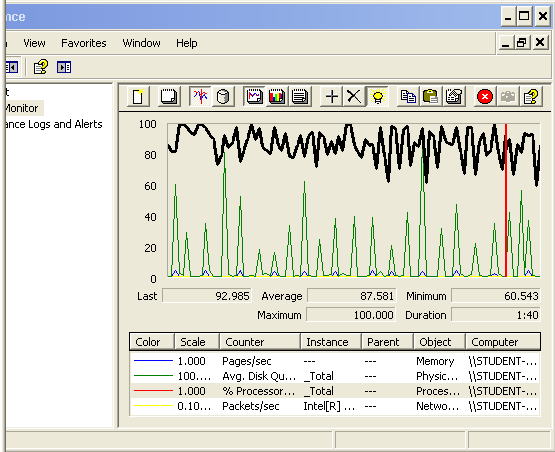 nce
View Favorites Window Help
t
Monitor
ance Logs and Alerts
100
80
60
40
20
0
Last 92.985 Average 87.581 Minimum 60.543
Maximum 100.000 Duration 1:40
Color Scale Counter Instance Parent Object Computer
1.000 Pages/sec --- --- Memory \\STUDENT-...
100.... Avg. Disk Qu... _Total --- Physic... \\STUDENT-...
1.000 % Processor... _Total --- Proces... \\STUDENT-...
0.10... Packets/sec Intel[R] ... --- Netwo... \\STUDENT-...